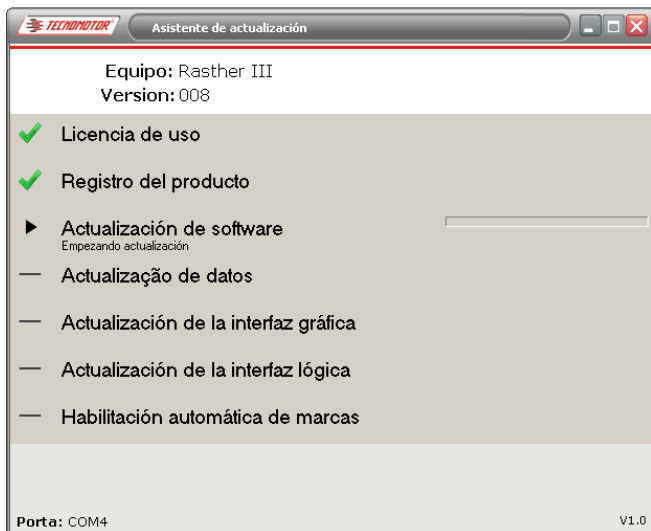 TECNOMOTOR Asistente de actualización
Equipo: Rasther III
Version: 008
Licencia de uso
Registro del producto
Actualización de software
Empezando actualización
Actualização de datos
Actualización de la interfaz gráfica
Actualización de la interfaz lógica
Habilitación automática de marcas
Porta: COM4 V1.0